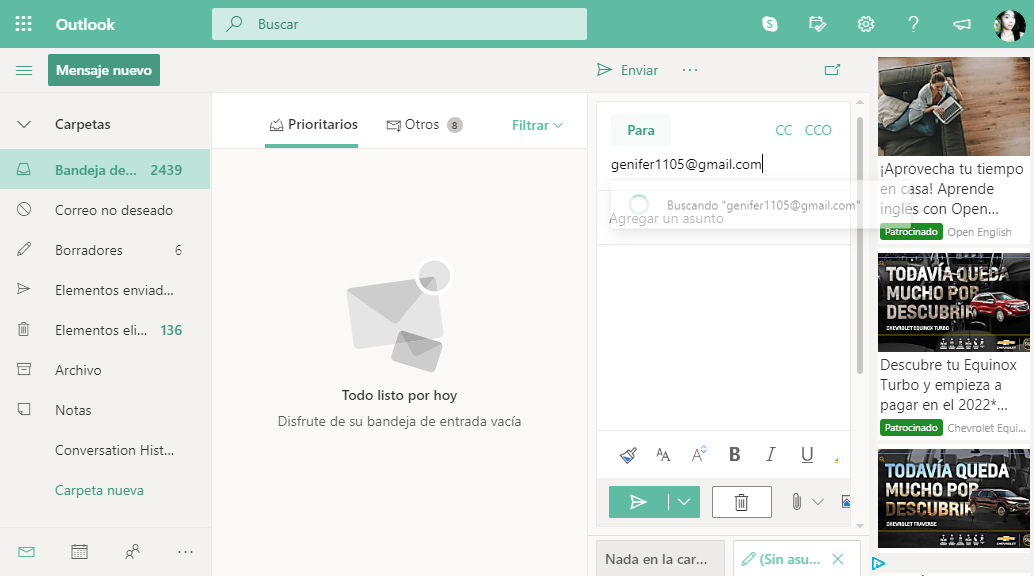 Outlook
Buscar
Mensaje nuevo
Enviar
Carpetas
Bandeja de... 2439
Correo no deseado
Borradores 6
Elementos enviad...
Elementos eli... 136
Archivo
Notas
Conversation Hist...
Carpeta nueva
Prioritarios
Otros 8
Filtrar
Todo listo por hoy
Disfrute de su bandeja de entrada vacía
Para
CC CCO
genifer1105@gmail.com
Buscando "genifer1105@gmail.com"
Agregar un asunto
Nada en la car...
(Sin asu...
¡Aprovecha tu tiempo
en casa! Aprende
inglés con Open...
Patrocinado Open English
TODAVÍA QUEDA
MUCHO POR
DESCUBRIR
CHEVROLET EQUINOX TURBO
Descubre tu Equinox
Turbo y empieza a
pagar en el 2022*...
Patrocinado Chevrolet Equi...
TODAVÍA QUEDA
MUCHO POR
DESCUBRIR
CHEVROLET TRAVERSE